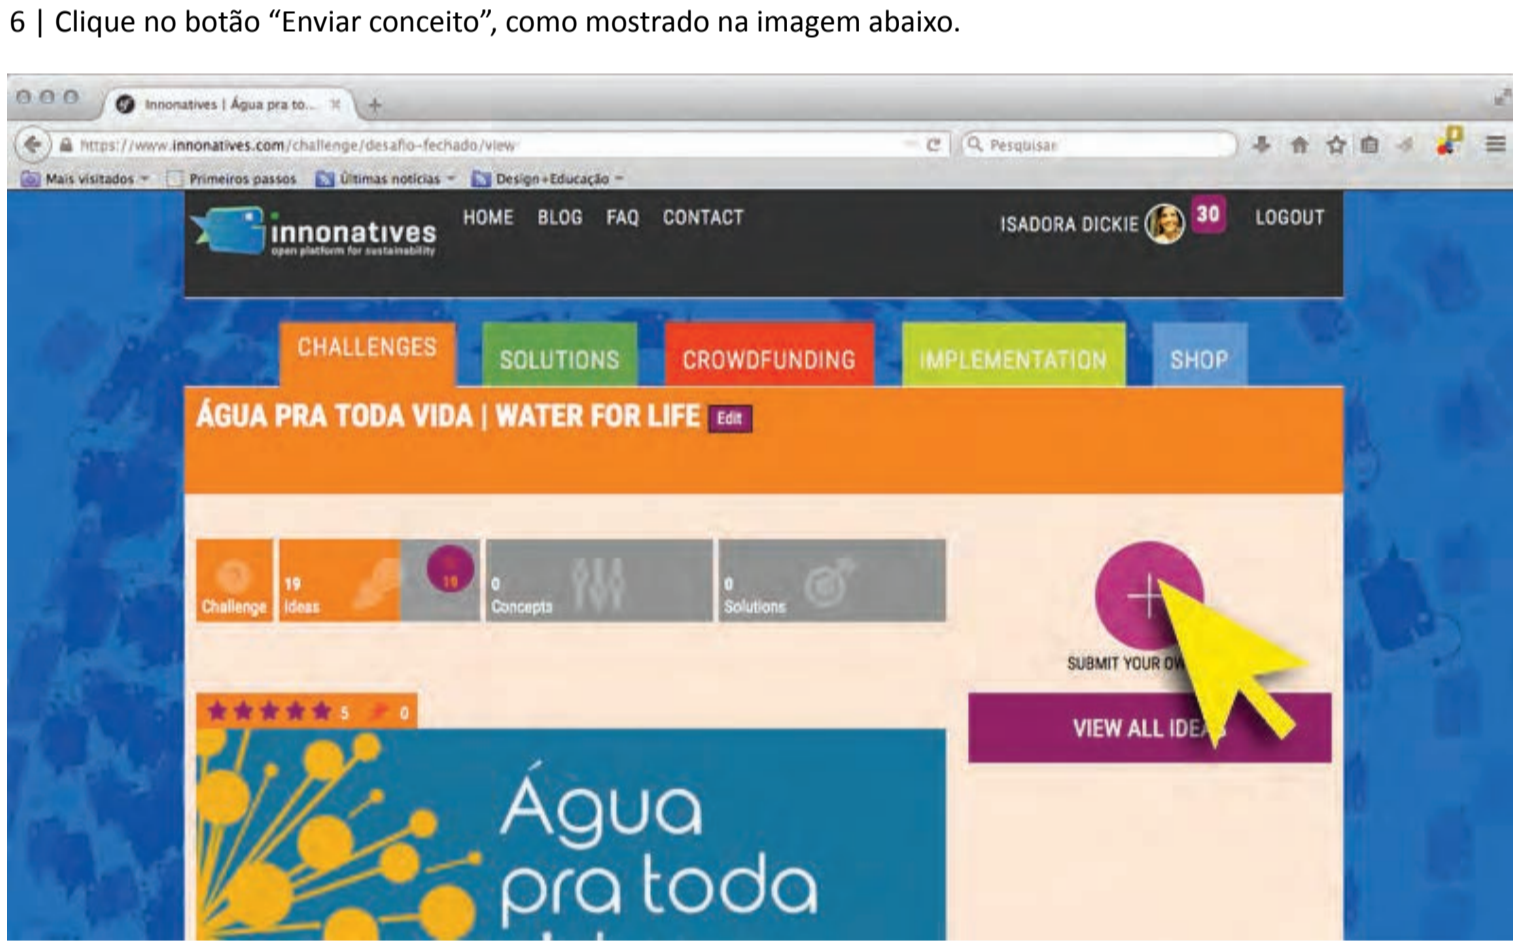 6 | Clique no botão “Enviar conceito”, como mostrado na imagem abaixo.
Innonatives | Água pra to...
https://www.innonatives.com/challenge/desafio-fechado/view
Pesquisar
Mais visitados Primeiros passos Últimas notícias Design+Educação
innonatives
open platform for sustainability
HOME BLOG FAQ CONTACT
ISADORA DICKIE 30 LOGOUT
CHALLENGES SOLUTIONS CROWDFUNDING IMPLEMENTATION SHOP
ÁGUA PRA TODA VIDA | WATER FOR LIFE Edit
Challenge
19
Ideas
19
0
Concepts
0
Solutions
SUBMIT YOUR
VIEW ALL
5 0
Água
pra toda